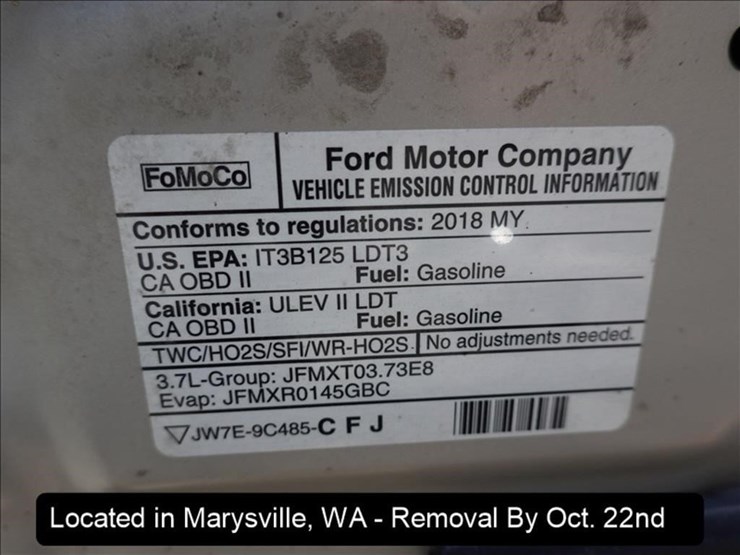 FoMoCo
Ford Motor Company
VEHICLE EMISSION CONTROL INFORMATION
Conforms to regulations: 2018 MY
U.S. EPA: IT3B125 LDT3
CA OBD II Fuel: Gasoline
California: ULEV II LDT
CA OBD II Fuel: Gasoline
TWC/HO2S/SFI/WR-HO2S. No adjustments needed.
3.7L-Group: JFMXT03.73E8
Evap: JFMXR0145GBC
JW7E-9C485-C F J
Located in Marysville, WA - Removal By Oct. 22nd